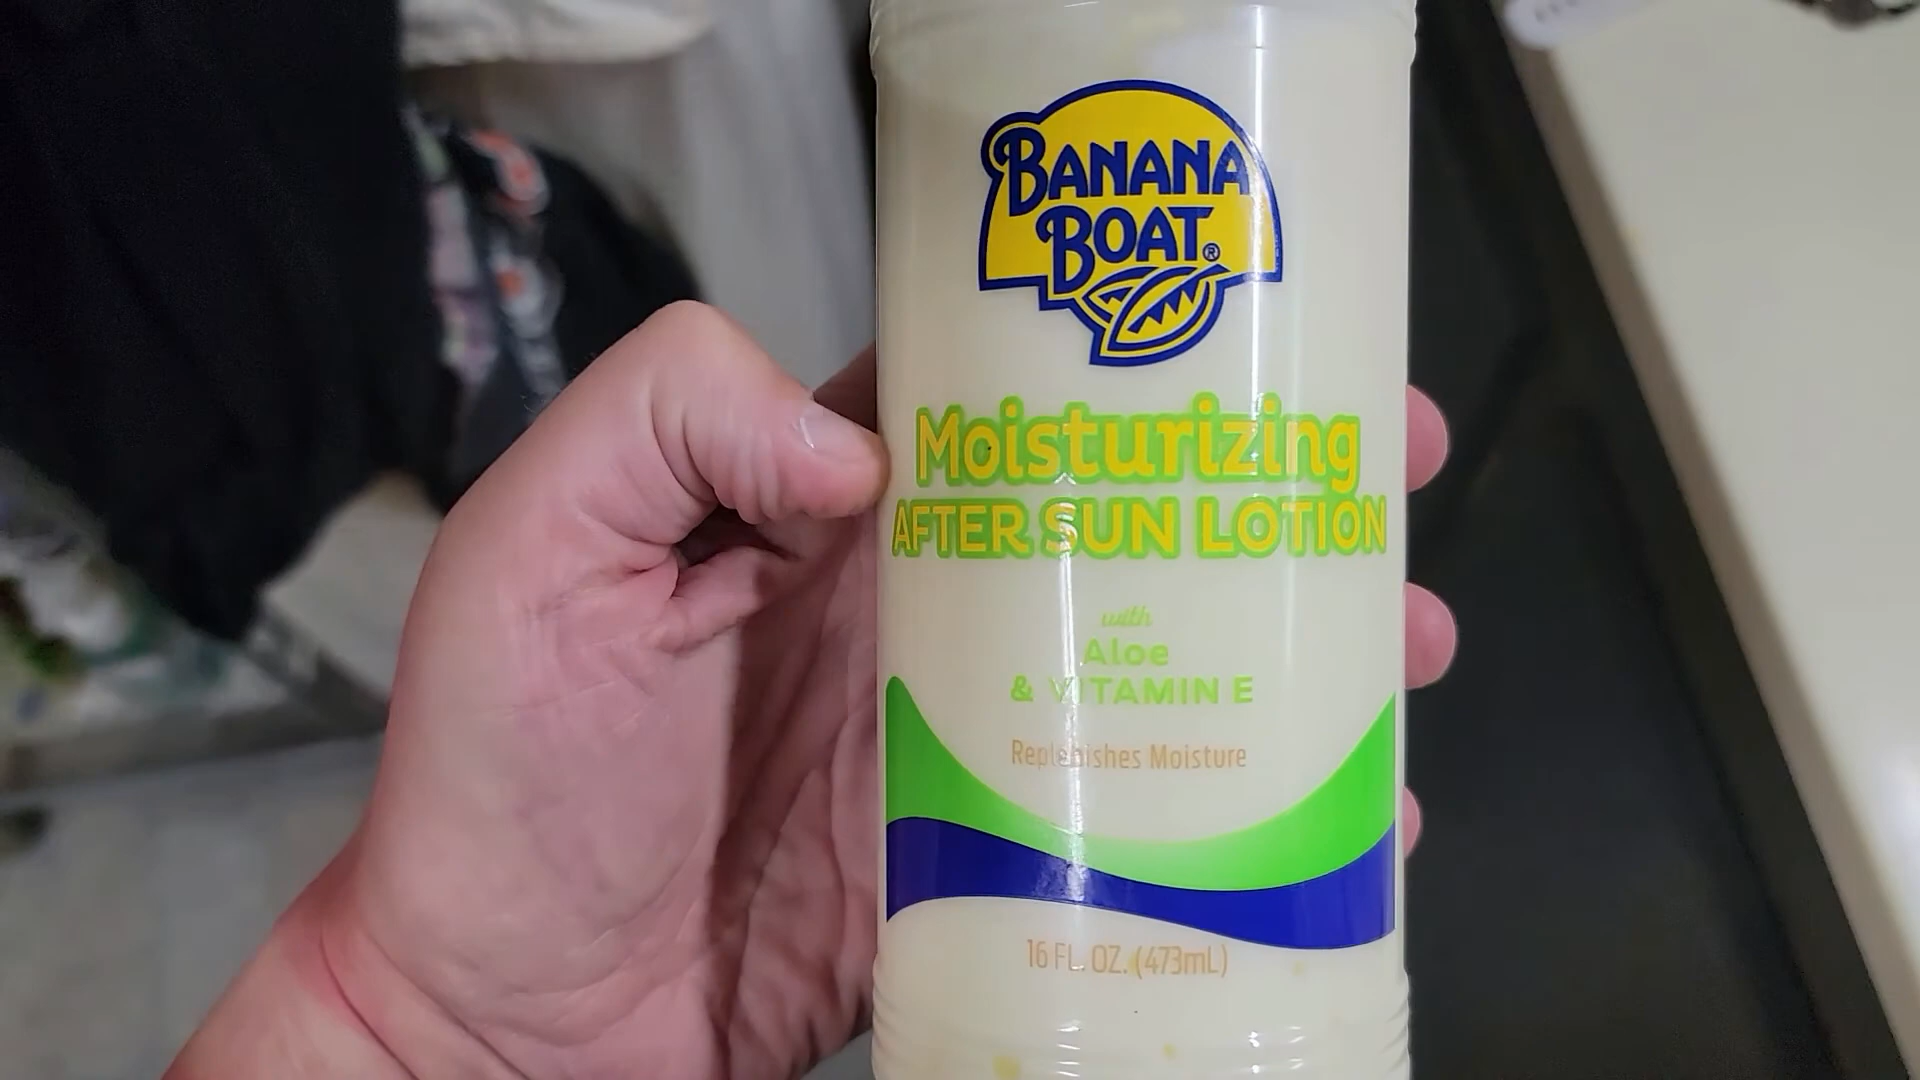 BANANA
BOAT®
Moisturizing
AFTER SUN LOTION
with
Aloe
& VITAMIN E
Replenishes Moisture
16 FL. OZ. (473mL)